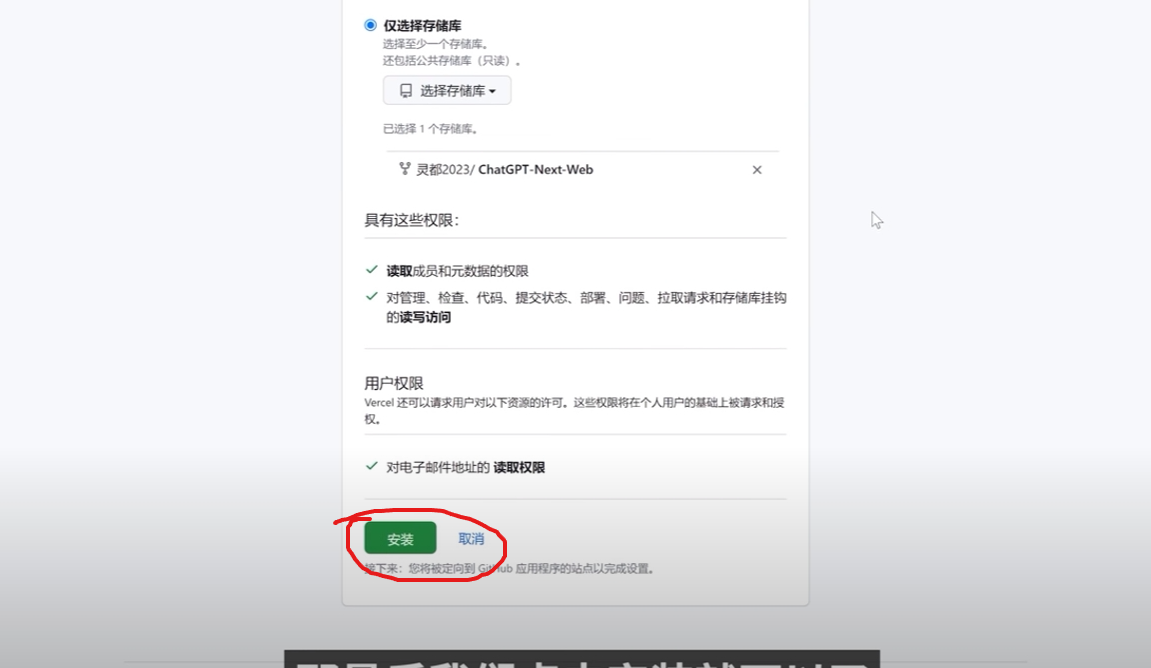 仅选择存储库
选择至少一个存储库。
还包括公共存储库（只读）。
选择存储库
已选择 1 个存储库。
灵都2023/ ChatGPT-Next-Web
具有这些权限：
读取成员和元数据的权限
对管理、检查、代码、提交状态、部署、问题、拉取请求和存储库挂钩
的读写访问
用户权限
Vercel 还可以请求用户对以下资源的许可。这些权限将在个人用户的基础上被请求和授
权。
对电子邮件地址的 读取权限
安装 取消
接下来：您将被定向到 GitHub 应用程序的站点以完成设置。